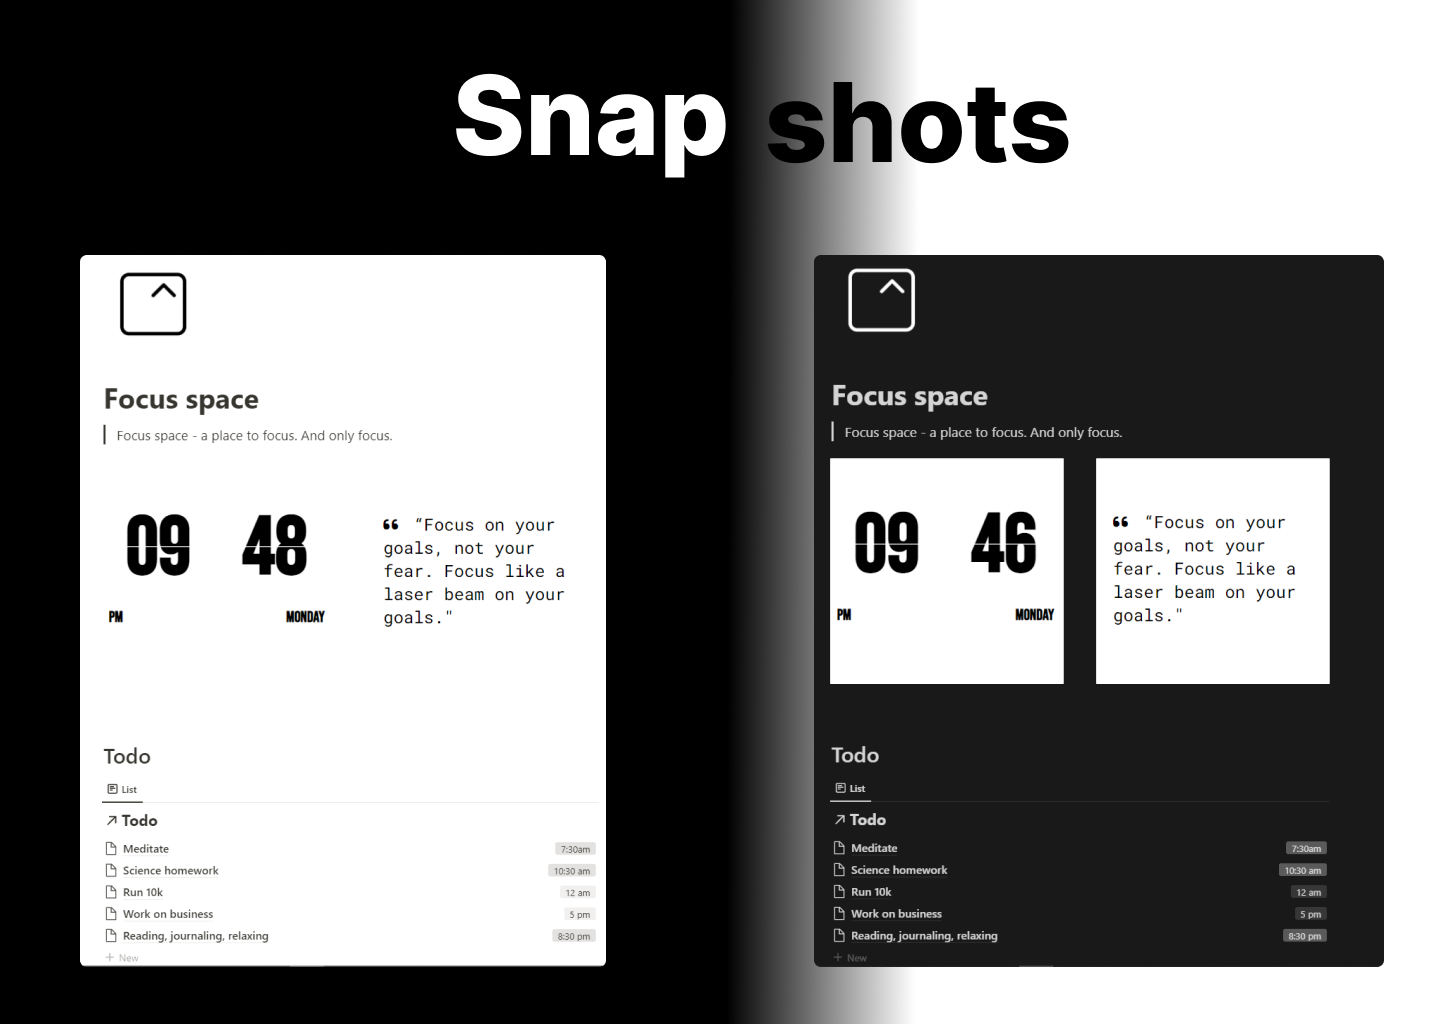 Snap shots
Focus space
Focus space - a place to focus. And only focus.
09 48
PM MONDAY
“Focus on your
goals, not your
fear. Focus like a
laser beam on your
goals."
Todo
List
Todo
Meditate 7:30am
Science homework 10:30 am
Run 10k 12 am
Work on business 5 pm
Reading, journaling, relaxing 8:30 pm
+ New
Focus space
Focus space - a place to focus. And only focus.
09 46
PM MONDAY
“Focus on your
goals, not your
fear. Focus like a
laser beam on your
goals."
Todo
List
Todo
Meditate 7:30am
Science homework 10:30 am
Run 10k 12 am
Work on business 5 pm
Reading, journaling, relaxing 8:30 pm
+ New